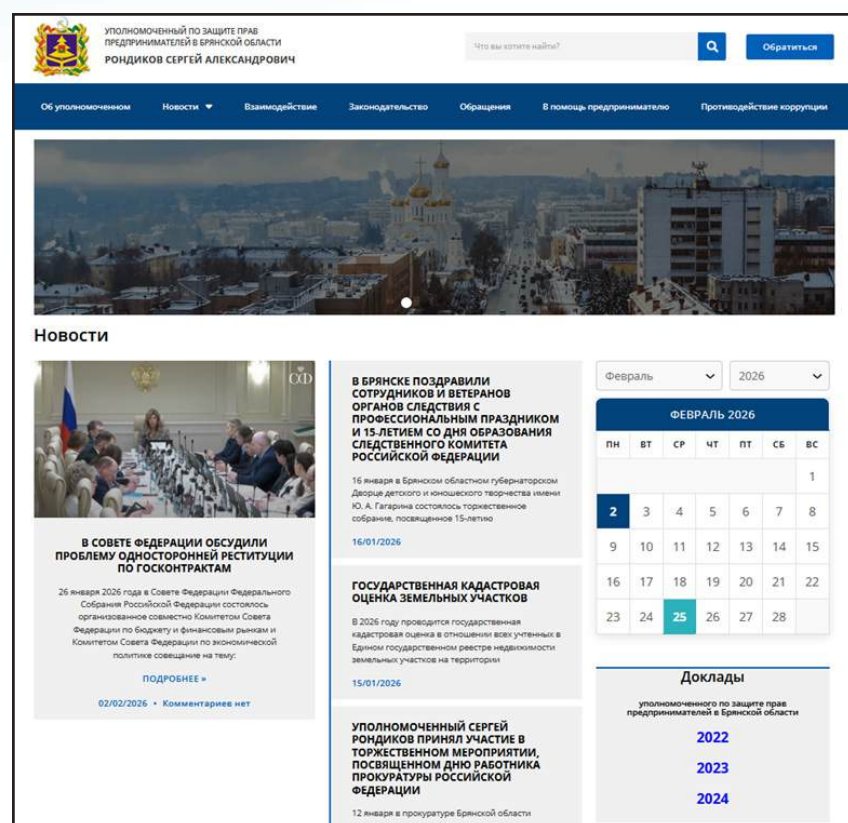 УПОЛНОМОЧЕННЫЙ ПО ЗАЩИТЕ ПРАВ
ПРЕДПРИНИМАТЕЛЕЙ В БРЯНСКОЙ ОБЛАСТИ
РОНДИКОВ СЕРГЕЙ АЛЕКСАНДРОВИЧ
Что вы хотите найти?
Обратиться
Об уполномоченном Новости Взаимодействие Законодательство Обращения В помощь предпринимателю Противодействие коррупции
Новости
СФ
В СОВЕТЕ ФЕДЕРАЦИИ ОБСУДИЛИ
ПРОБЛЕМУ ОДНОСТОРОННЕЙ РЕСТИТУЦИИ
ПО ГОСКОНТРАКТАМ
26 января 2026 года в Совете Федерации Федерального
Собрания Российской Федерации состоялось
организованное совместно Комитетом Совета
Федерации по бюджету и финансовым рынкам и
Комитетом Совета Федерации по экономической
политике совещание на тему:
ПОДРОБНЕЕ »
02/02/2026 • Комментариев нет
В БРЯНСКЕ ПОЗДРАВИЛИ
СОТРУДНИКОВ И ВЕТЕРАНОВ
ОРГАНОВ СЛЕДСТВИЯ С
ПРОФЕССИОНАЛЬНЫМ ПРАЗДНИКОМ
И 15-ЛЕТИЕМ СО ДНЯ ОБРАЗОВАНИЯ
СЛЕДСТВЕННОГО КОМИТЕТА
РОССИЙСКОЙ ФЕДЕРАЦИИ
16 января в Брянском областном губернаторском
Дворце детского и юношеского творчества имени
Ю. А. Гагарина состоялось торжественное
собрание, посвященное 15-летию
16/01/2026
ГОСУДАРСТВЕННАЯ КАДАСТРОВАЯ
ОЦЕНКА ЗЕМЕЛЬНЫХ УЧАСТКОВ
В 2026 году проводится государственная
кадастровая оценка в отношении всех учтенных в
Едином государственном реестре недвижимости
земельных участков на территории
15/01/2026
УПОЛНОМОЧЕННЫЙ СЕРГЕЙ
РОНДИКОВ ПРИНЯЛ УЧАСТИЕ В
ТОРЖЕСТВЕННОМ МЕРОПРИЯТИИ,
ПОСВЯЩЕННОМ ДНЮ РАБОТНИКА
ПРОКУРАТУРЫ РОССИЙСКОЙ
ФЕДЕРАЦИИ
12 января в прокуратуре Брянской области
Февраль 2026
ФЕВРАЛЬ 2026
ПН ВТ СР ЧТ ПТ СБ ВС
1
2 3 4 5 6 7 8
9 10 11 12 13 14 15
16 17 18 19 20 21 22
23 24 25 26 27 28
Доклады
уполномоченного по защите прав
предпринимателей в Брянской области
2022
2023
2024